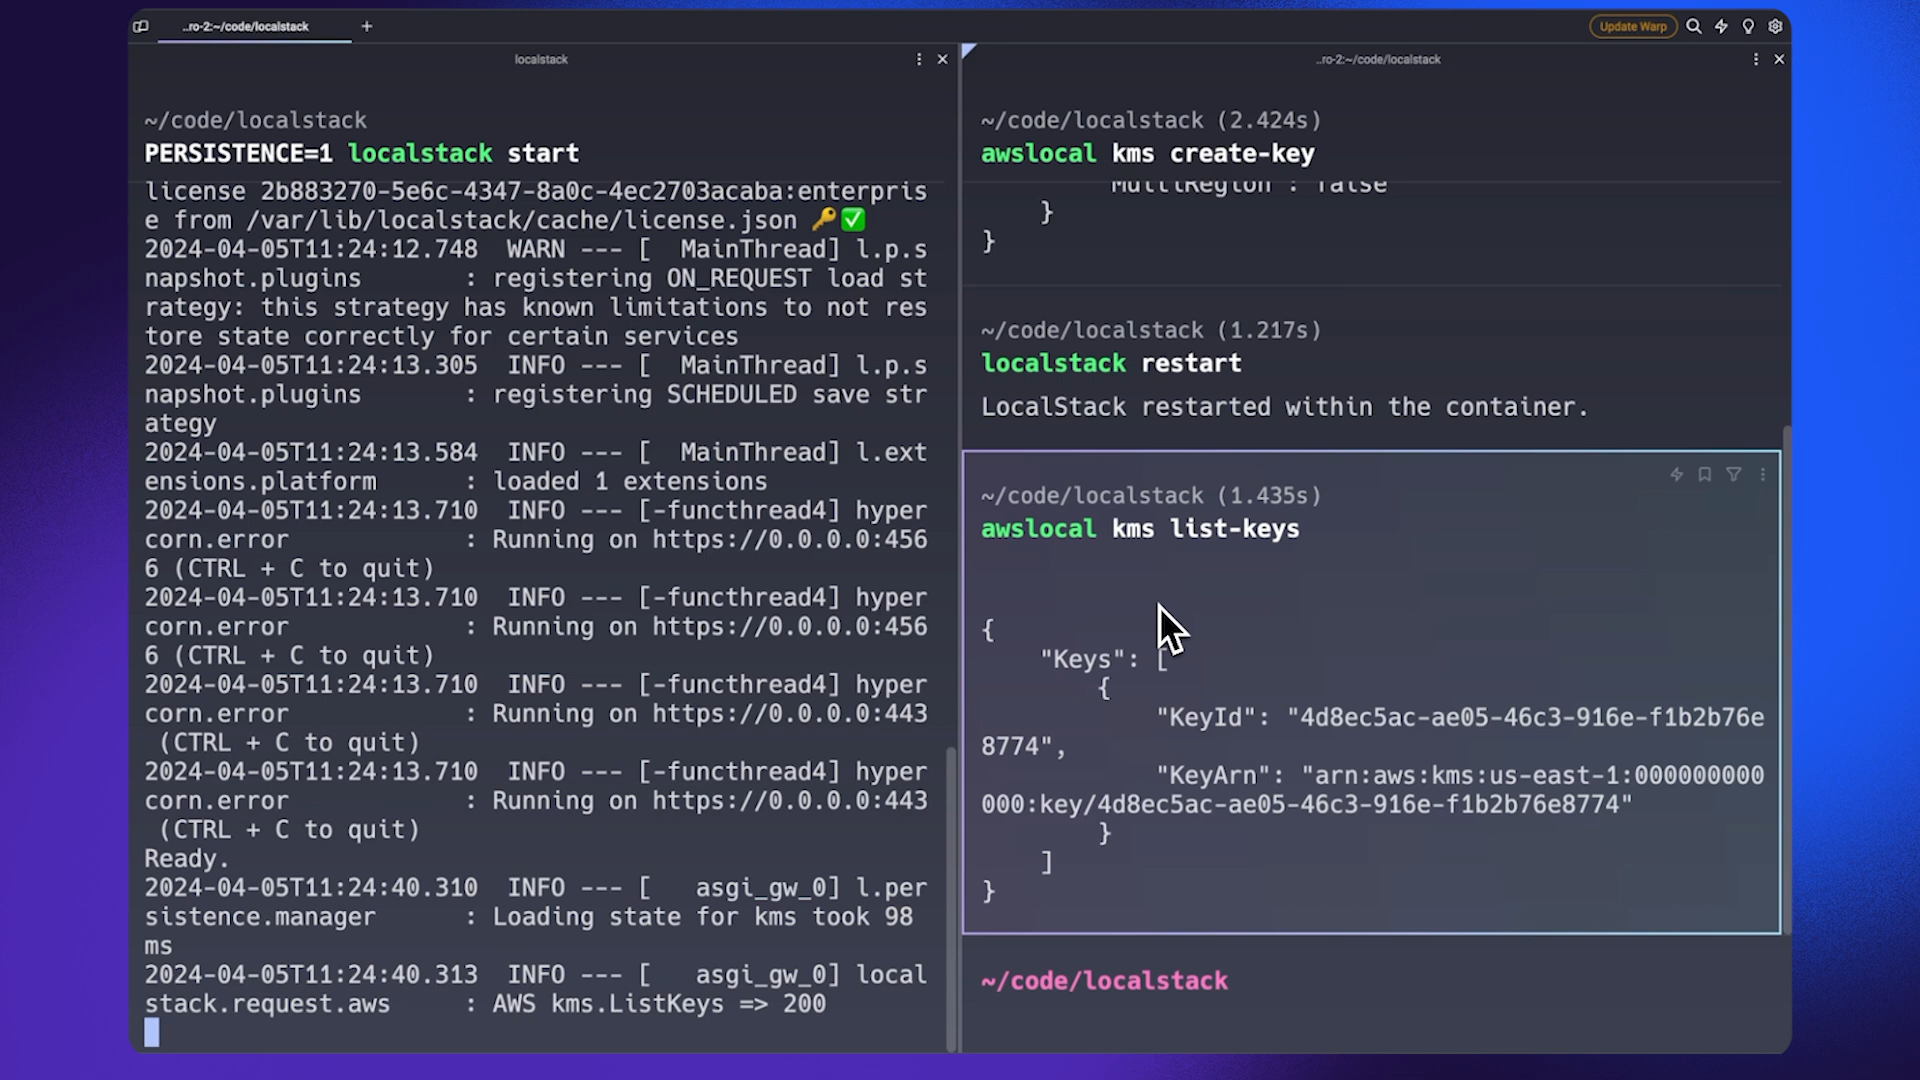 ..ro-2:~/code/localstack
Update Warp
localstack
~/code/localstack
PERSISTENCE=1 localstack start
license 2b883270-5e6c-4347-8a0c-4ec2703acaba:enterpris
e from /var/lib/localstack/cache/license.json 🔑✅
2024-04-05T11:24:12.748  WARN --- [  MainThread] l.p.s
napshot.plugins       : registering ON_REQUEST load st
rategy: this strategy has known limitations to not res
tore state correctly for certain services
2024-04-05T11:24:13.305  INFO --- [  MainThread] l.p.s
napshot.plugins       : registering SCHEDULED save str
ategy
2024-04-05T11:24:13.584  INFO --- [  MainThread] l.ext
ensions.platform      : loaded 1 extensions
2024-04-05T11:24:13.710  INFO --- [-functhread4] hyper
corn.error            : Running on https://0.0.0.0:456
6 (CTRL + C to quit)
2024-04-05T11:24:13.710  INFO --- [-functhread4] hyper
corn.error            : Running on https://0.0.0.0:456
6 (CTRL + C to quit)
2024-04-05T11:24:13.710  INFO --- [-functhread4] hyper
corn.error            : Running on https://0.0.0.0:443
 (CTRL + C to quit)
2024-04-05T11:24:13.710  INFO --- [-functhread4] hyper
corn.error            : Running on https://0.0.0.0:443
 (CTRL + C to quit)
Ready.
2024-04-05T11:24:40.310  INFO --- [   asgi_gw_0] l.per
sistence.manager      : Loading state for kms took 98
ms
2024-04-05T11:24:40.313  INFO --- [   asgi_gw_0] local
stack.request.aws     : AWS kms.ListKeys => 200
..ro-2:~/code/localstack
~/code/localstack (2.424s)
awslocal kms create-key
"MultiRegion": false
    }
}
~/code/localstack (1.217s)
localstack restart
LocalStack restarted within the container.
~/code/localstack (1.435s)
awslocal kms list-keys
{
    "Keys": [
        {
            "KeyId": "4d8ec5ac-ae05-46c3-916e-f1b2b76e
8774",
            "KeyArn": "arn:aws:kms:us-east-1:000000000
000:key/4d8ec5ac-ae05-46c3-916e-f1b2b76e8774"
        }
    ]
}
~/code/localstack